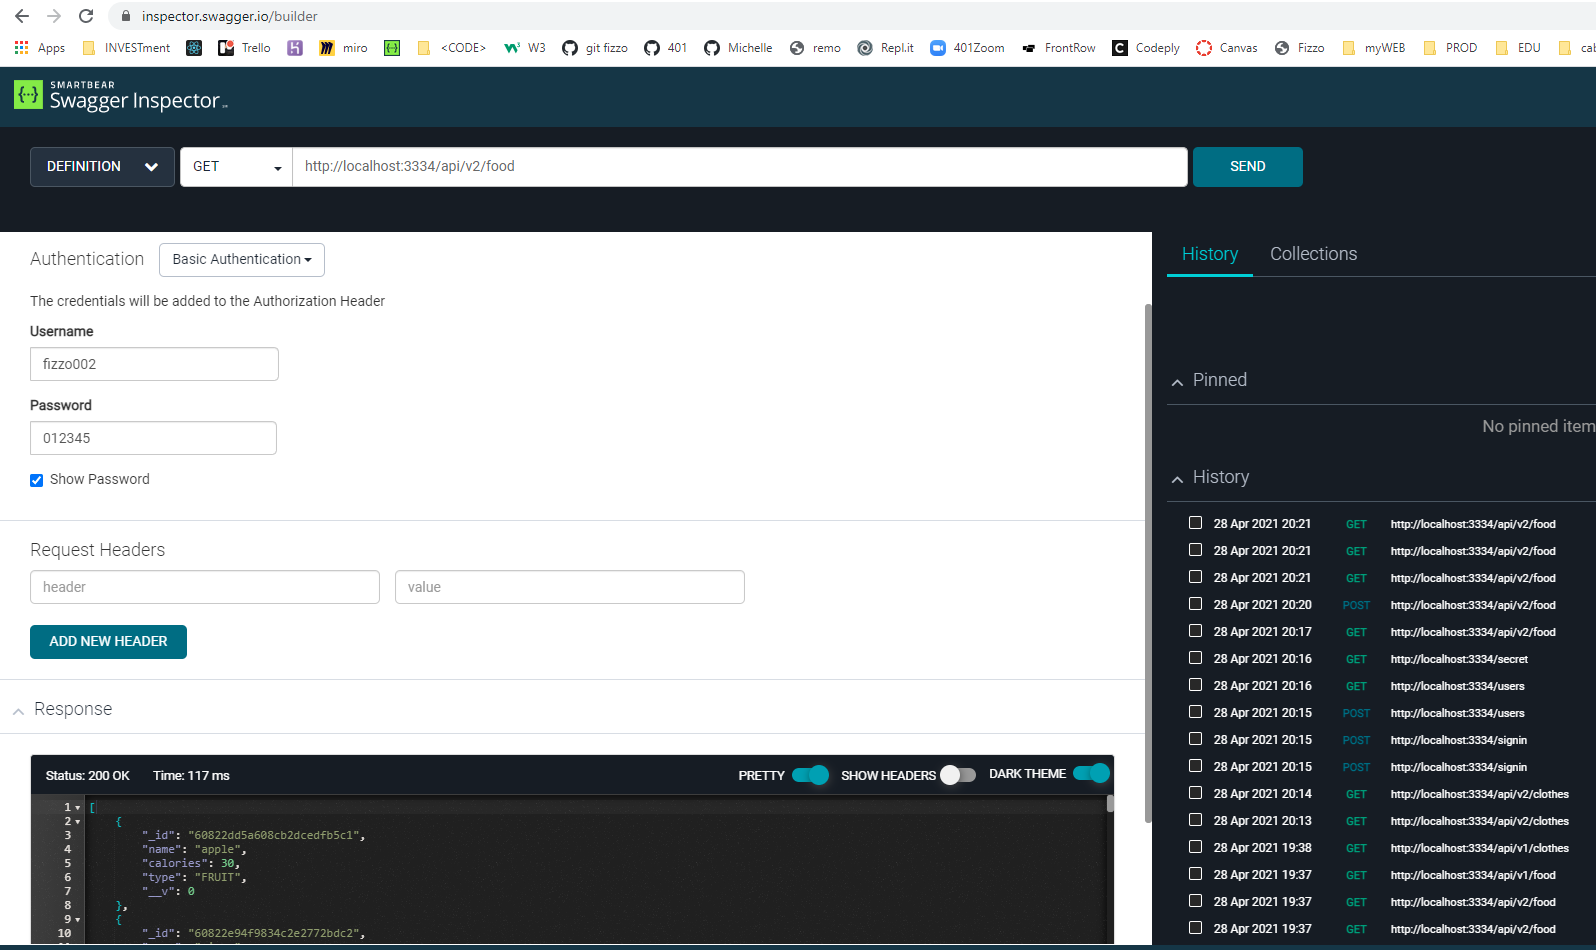 inspector.swagger.io/builder
Apps INVESTment Trello miro <CODE> W3 git fizzo 401 Michelle remo Repl.it 401Zoom FrontRow Codeply Canvas Fizzo myWEB PROD EDU cab
SMARTBEAR
Swagger Inspector
DEFINITION GET http://localhost:3334/api/v2/food SEND
Authentication Basic Authentication
The credentials will be added to the Authorization Header
Username
fizzo002
Password
012345
Show Password
Request Headers
header value
ADD NEW HEADER
Response
Status: 200 OK Time: 117 ms PRETTY SHOW HEADERS DARK THEME
1 [
2 {
3 "_id": "60822dd5a608cb2dcedfb5c1",
4 "name": "apple",
5 "calories": 30,
6 "type": "FRUIT",
7 "__v": 0
8 },
9 {
10 "_id": "60822e94f9834c2e2772bdc2",
History Collections
Pinned
No pinned item
History
28 Apr 2021 20:21 GET http://localhost:3334/api/v2/food
28 Apr 2021 20:21 GET http://localhost:3334/api/v2/food
28 Apr 2021 20:21 GET http://localhost:3334/api/v2/food
28 Apr 2021 20:20 POST http://localhost:3334/api/v2/food
28 Apr 2021 20:17 GET http://localhost:3334/api/v2/food
28 Apr 2021 20:16 GET http://localhost:3334/secret
28 Apr 2021 20:16 GET http://localhost:3334/users
28 Apr 2021 20:15 POST http://localhost:3334/users
28 Apr 2021 20:15 POST http://localhost:3334/signin
28 Apr 2021 20:15 POST http://localhost:3334/signin
28 Apr 2021 20:14 GET http://localhost:3334/api/v2/clothes
28 Apr 2021 20:13 GET http://localhost:3334/api/v2/clothes
28 Apr 2021 19:38 GET http://localhost:3334/api/v1/clothes
28 Apr 2021 19:37 GET http://localhost:3334/api/v1/food
28 Apr 2021 19:37 GET http://localhost:3334/api/v2/food
28 Apr 2021 19:37 GET http://localhost:3334/api/v2/food